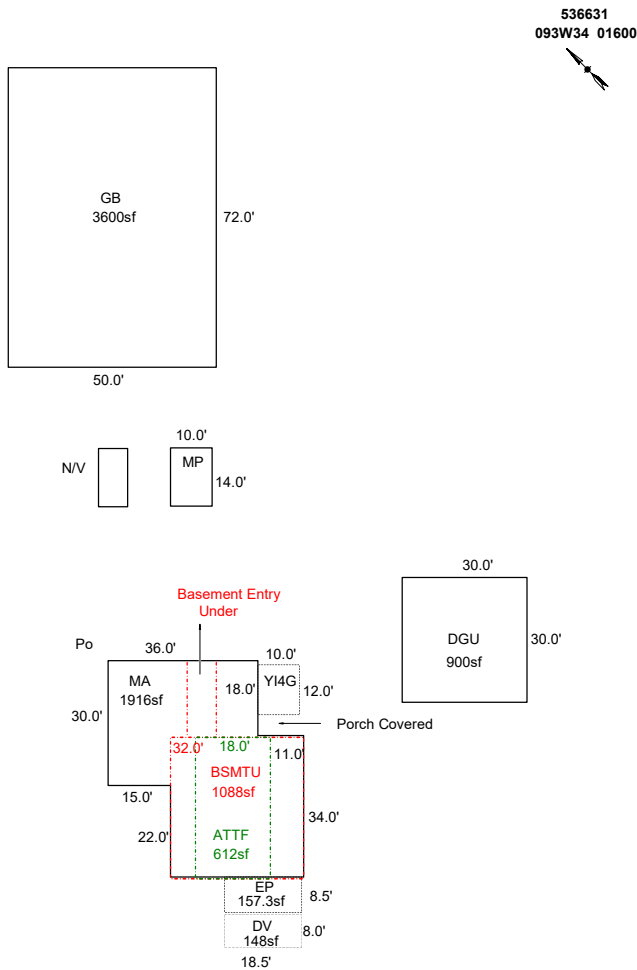 536631
093W34 01600
GB
3600sf
72.0'
50.0'
10.0'
N/V
MP
14.0'
30.0'
Basement Entry
Under
DGU
900sf
30.0'
Po
36.0'
10.0'
MA
1916sf
18.0'
YI4G
12.0'
30.0'
Porch Covered
32.0'
18.0'
11.0'
BSMTU
1088sf
15.0'
34.0'
22.0'
ATTF
612sf
EP
157.3sf
8.5'
DV
148sf
8.0'
18.5'